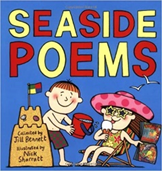 SEASIDE
POEMS
Collected by
Jill Bennett
Illustrated by
Nick Sharratt